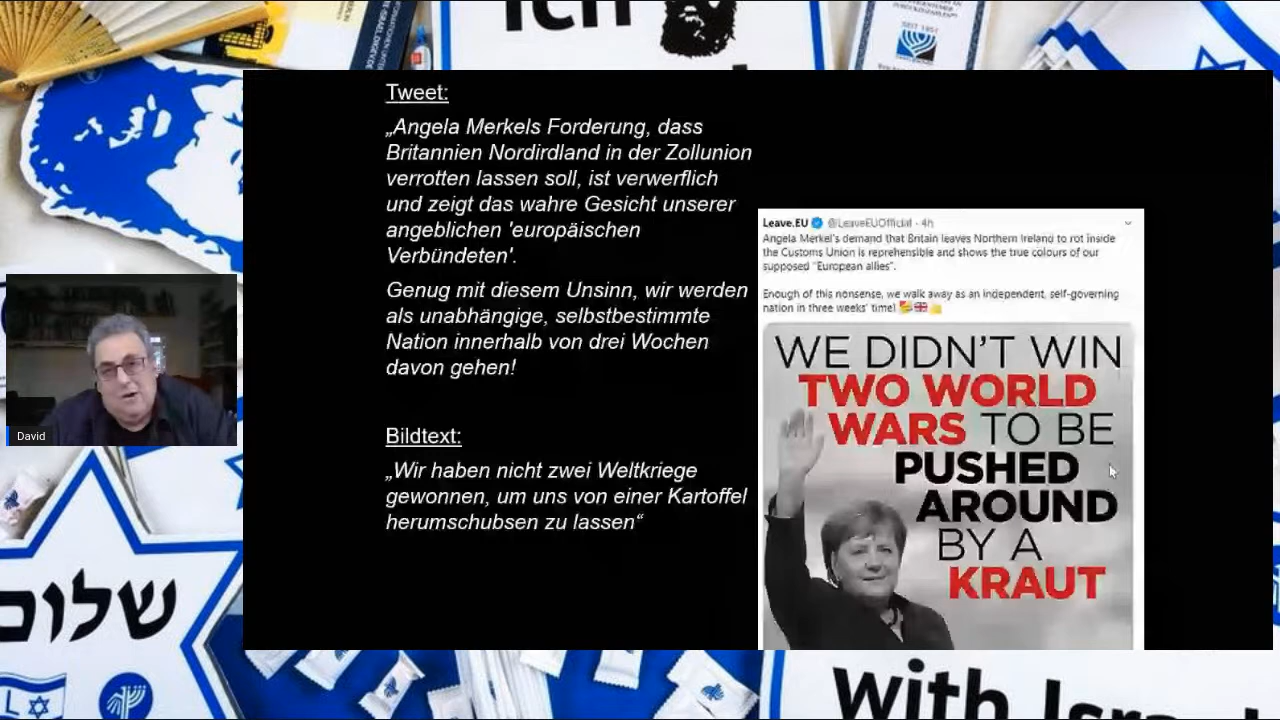 ich
SEIT 1951
Tweet:
„Angela Merkels Forderung, dass
Britannien Nordirdland in der Zollunion
verrotten lassen soll, ist verwerflich
und zeigt das wahre Gesicht unserer
angeblichen 'europäischen
Verbündeten'.
Genug mit diesem Unsinn, wir werden
als unabhängige, selbstbestimmte
Nation innerhalb von drei Wochen
davon gehen!
Bildtext:
„Wir haben nicht zwei Weltkriege
gewonnen, um uns von einer Kartoffel
herumschubsen zu lassen“
Leave.EU @LeaveEUOfficial · 4h
Angela Merkel's demand that Britain leaves Northern Ireland to rot inside
the Customs Union is reprehensible and shows the true colours of our
supposed "European allies".
Enough of this nonsense, we walk away as an independent, self-governing
nation in three weeks' time!
WE DIDN'T WIN
TWO WORLD
WARS TO BE
PUSHED
AROUND
BY A
KRAUT
David
שלום
with Israel